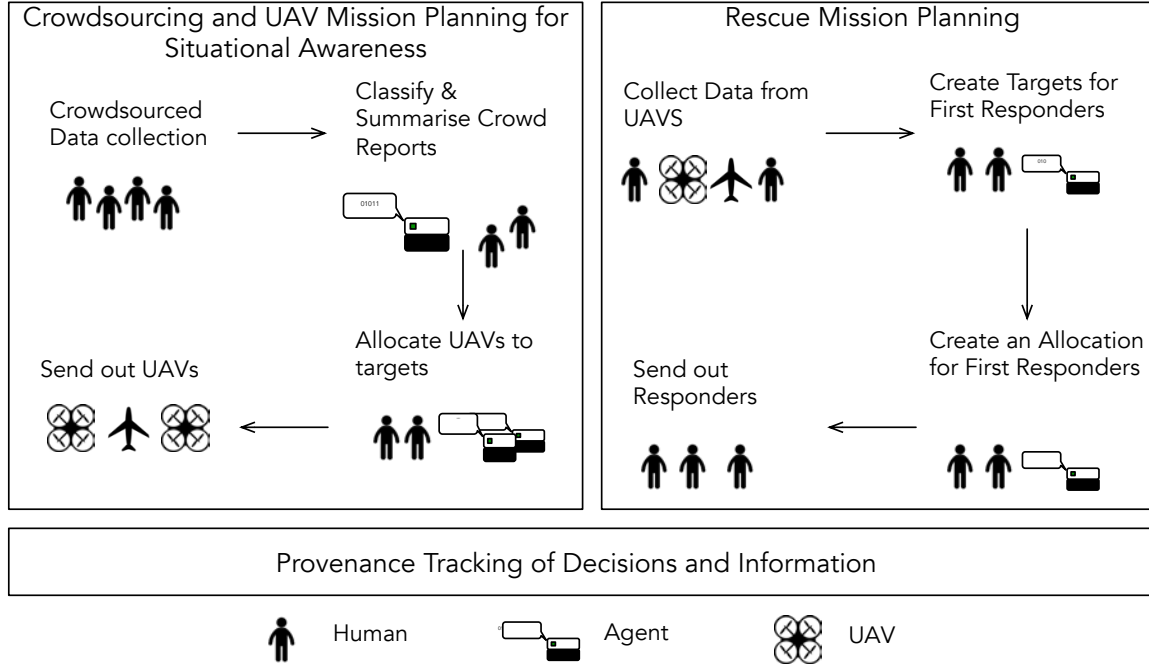 Crowdsourcing and UAV Mission Planning for
Situational Awareness
Crowdsourced
Data collection
Classify &
Summarise Crowd
Reports
01011
Allocate UAVs to
targets
Send out UAVs
Rescue Mission Planning
Collect Data from
UAVS
Create Targets for
First Responders
010
Create an Allocation
for First Responders
Send out
Responders
Provenance Tracking of Decisions and Information
Human
Agent
UAV